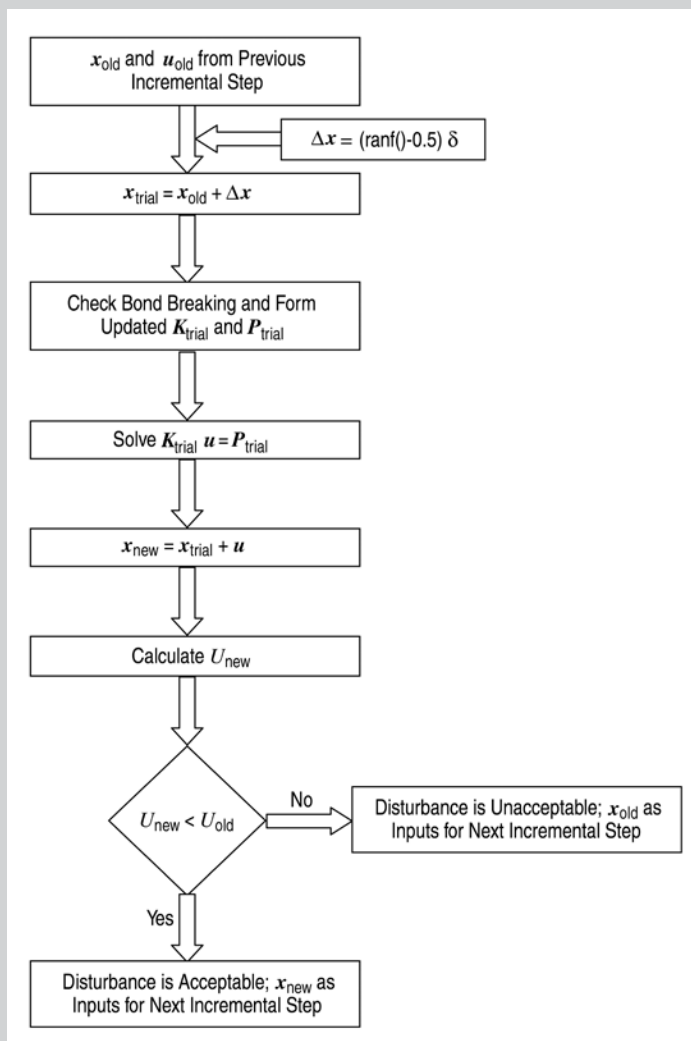 x_old and u_old from Previous
Incremental Step
Δx = (ranf()-0.5) δ
x_trial = x_old + Δx
Check Bond Breaking and Form
Updated K_trial and P_trial
Solve K_trial u = P_trial
x_new = x_trial + u
Calculate U_new
U_new < U_old
No
Disturbance is Unacceptable; x_old as
Inputs for Next Incremental Step
Yes
Disturbance is Acceptable; x_new as
Inputs for Next Incremental Step